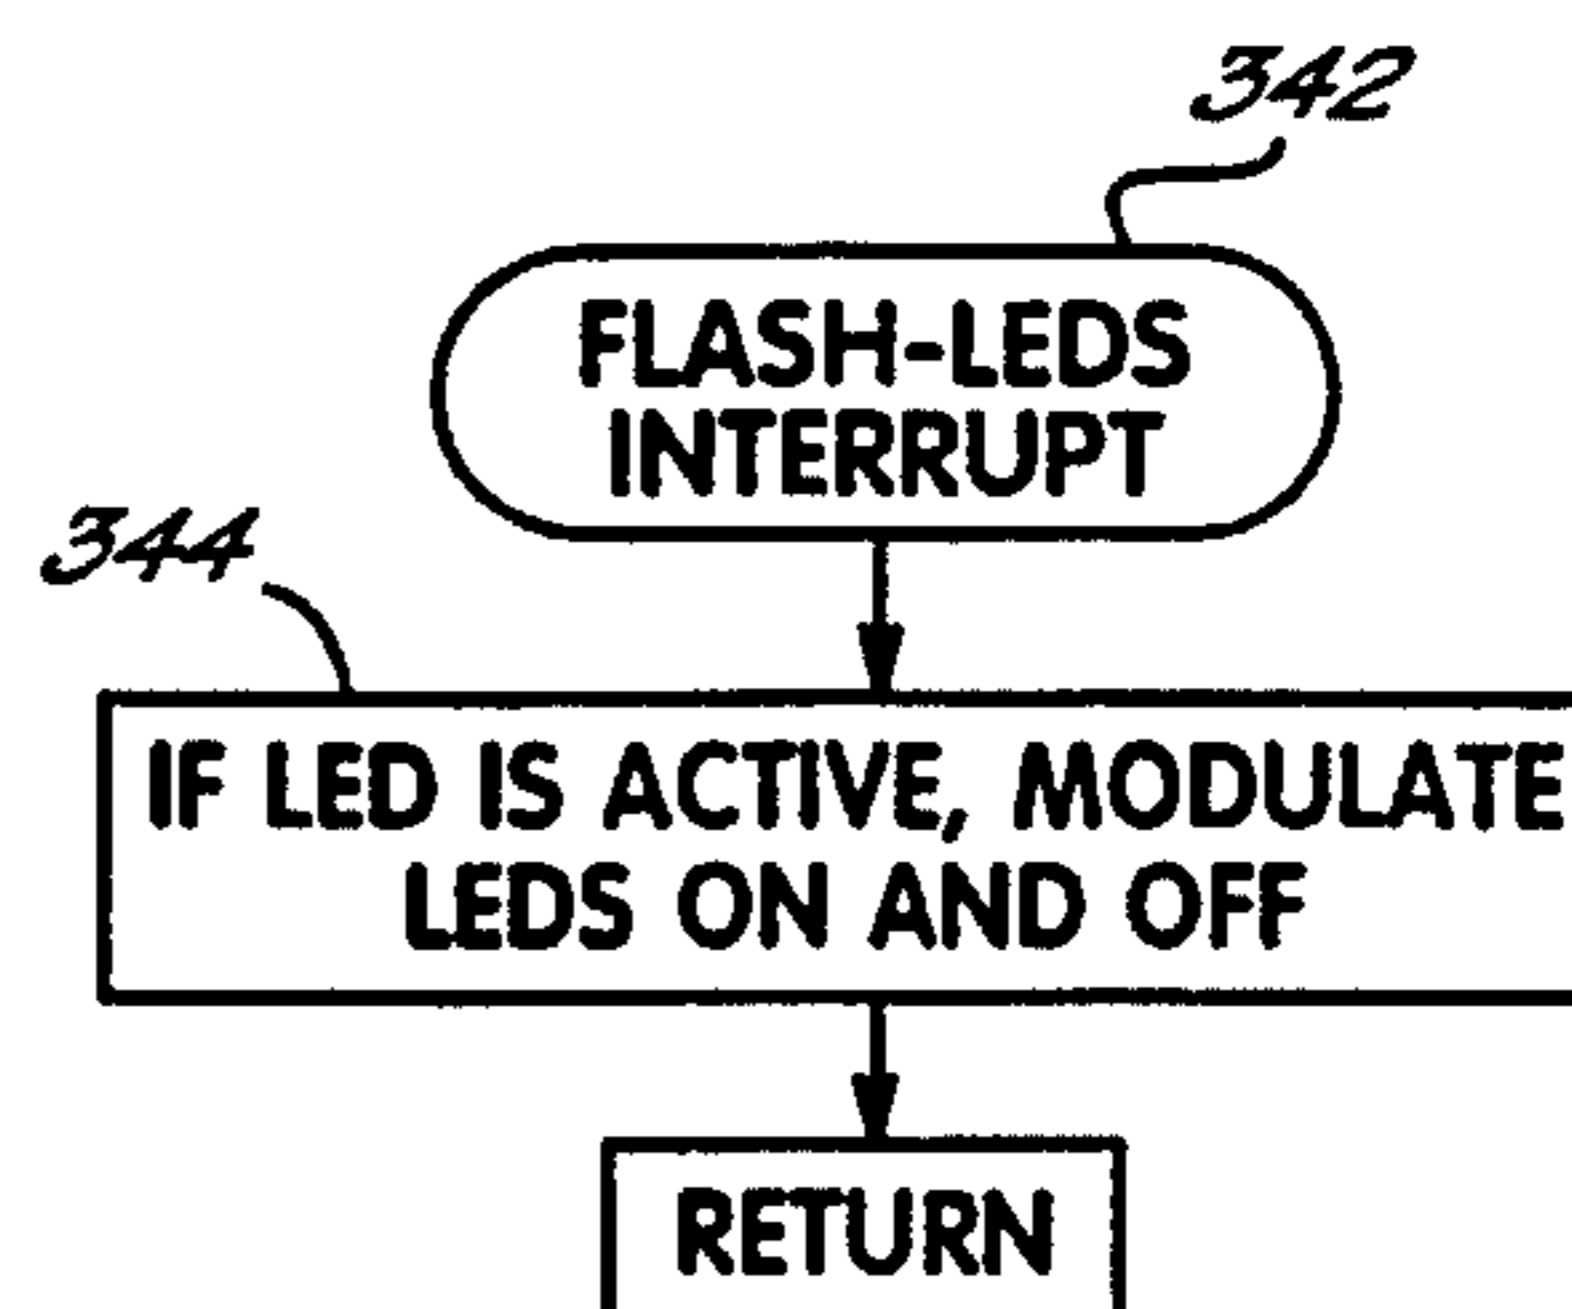 342
FLASH-LEDS
INTERRUPT
344
IF LED IS ACTIVE, MODULATE
LEDS ON AND OFF
RETURN